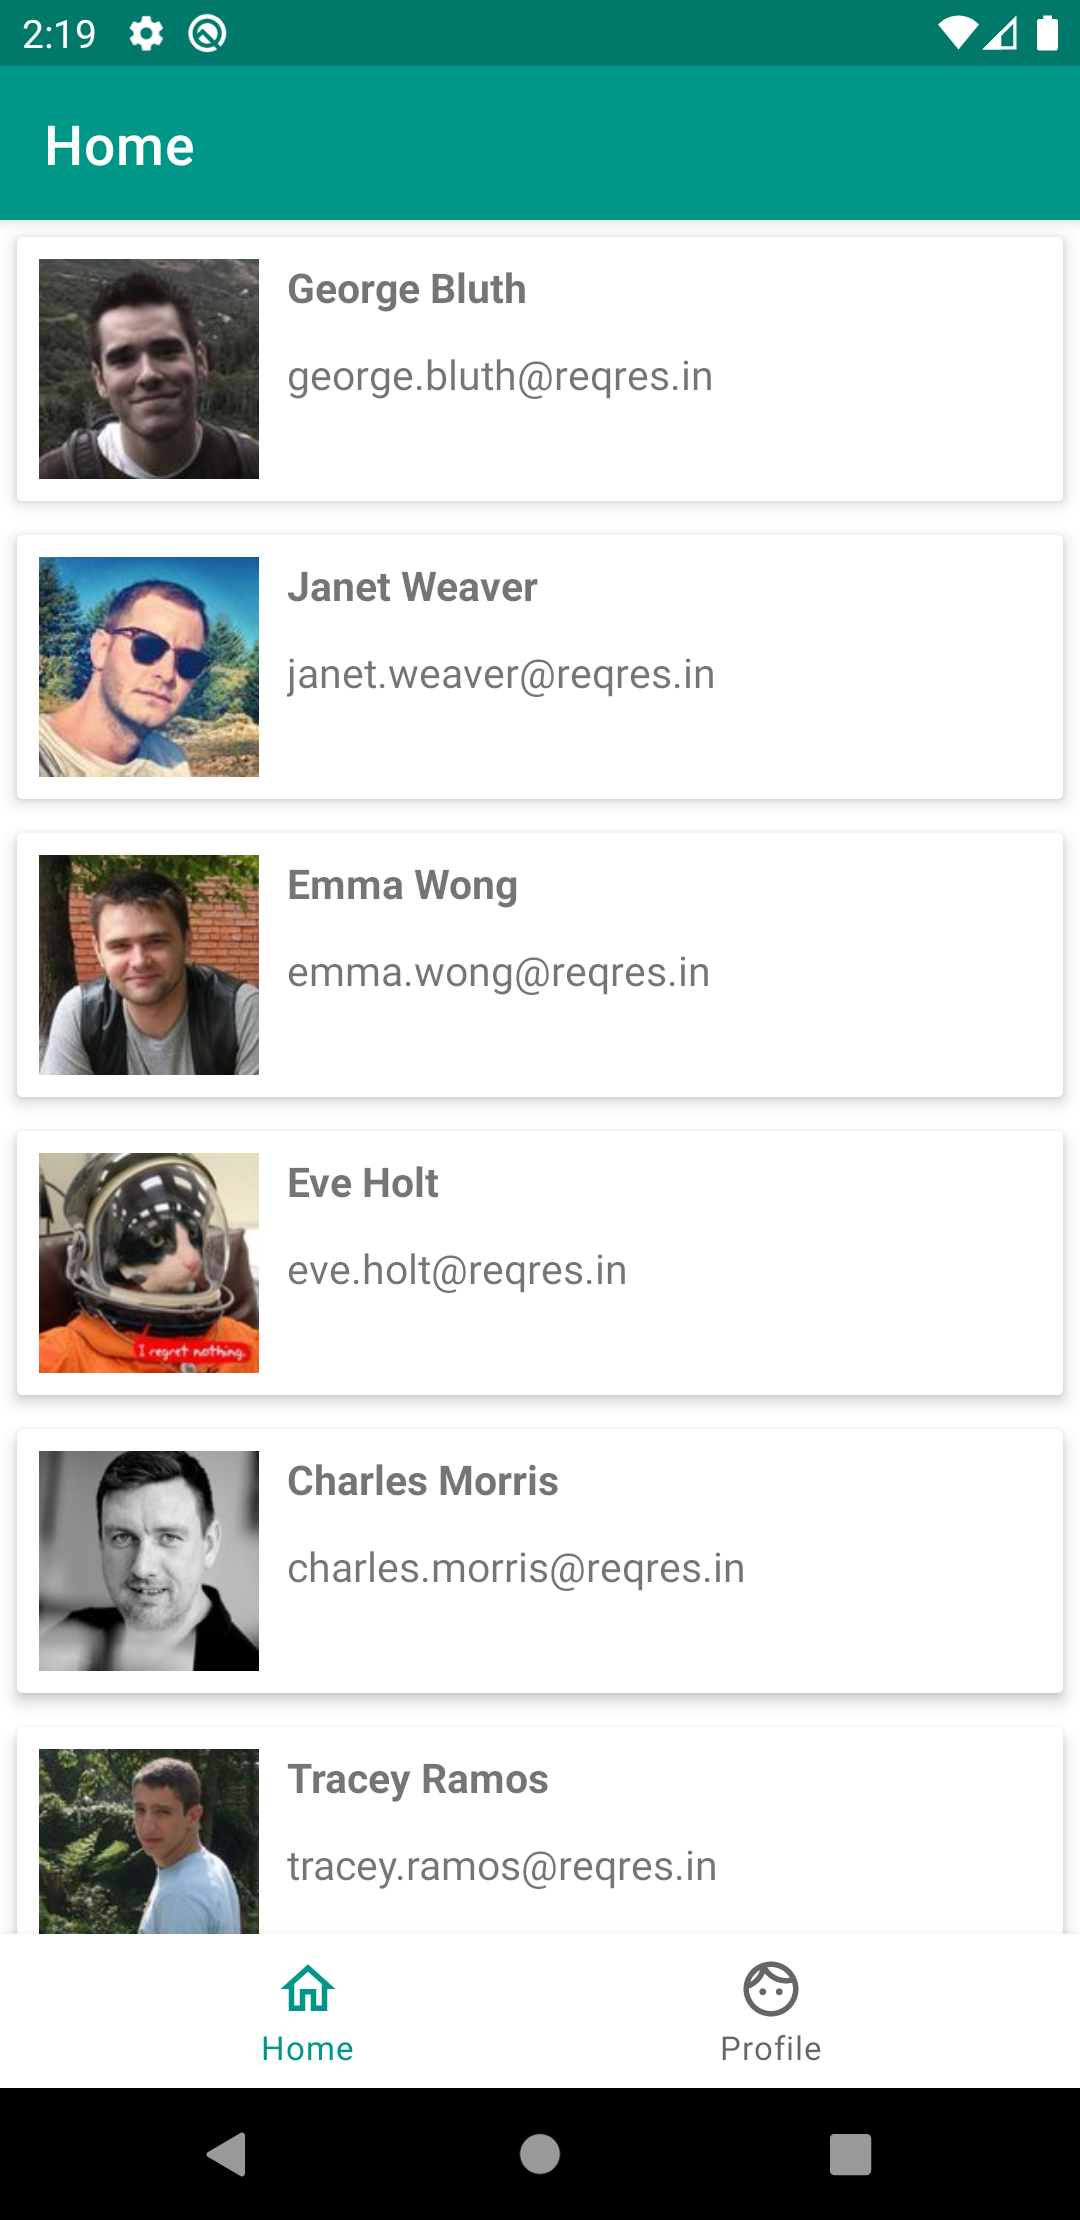 2:19
Home
George Bluth
george.bluth@reqres.in
Janet Weaver
janet.weaver@reqres.in
Emma Wong
emma.wong@reqres.in
Eve Holt
eve.holt@reqres.in
I regret nothing.
Charles Morris
charles.morris@reqres.in
Tracey Ramos
tracey.ramos@reqres.in
Home
Profile